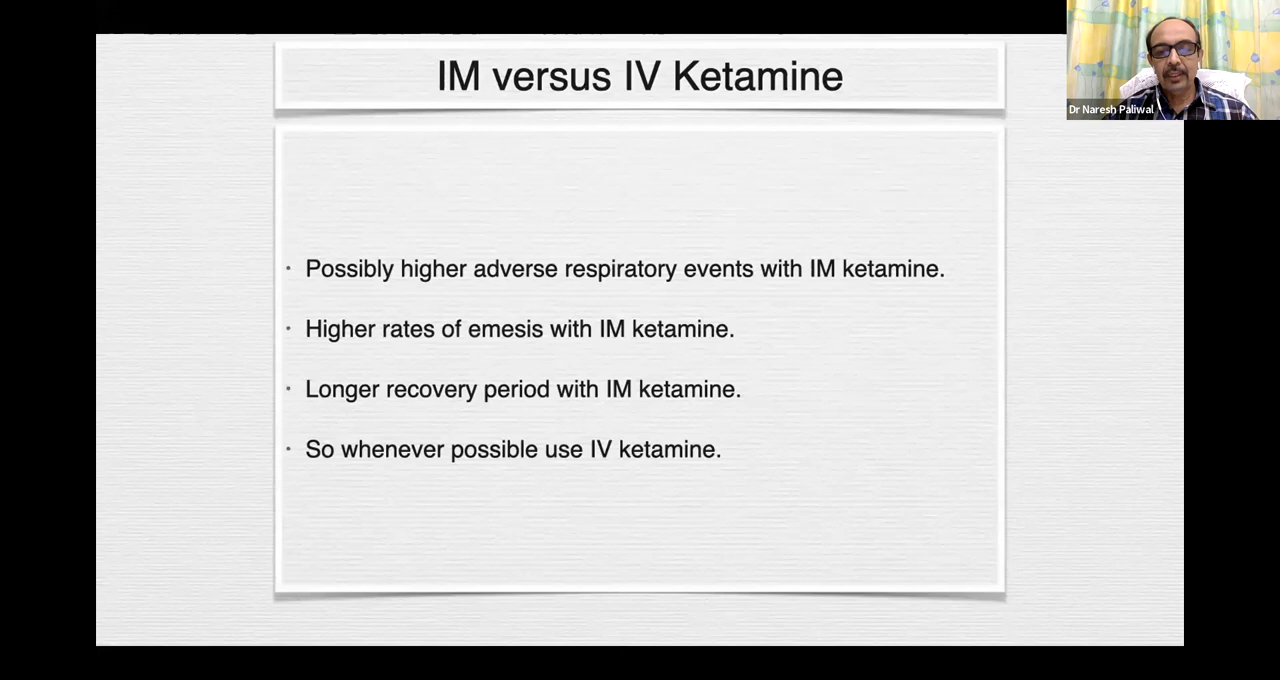 IM versus IV Ketamine
Dr Naresh Paliwal
• Possibly higher adverse respiratory events with IM ketamine.
• Higher rates of emesis with IM ketamine.
• Longer recovery period with IM ketamine.
• So whenever possible use IV ketamine.